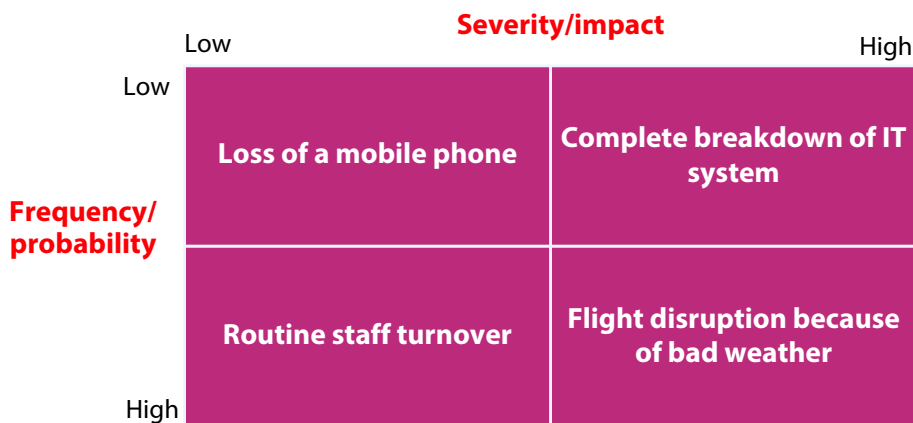 Severity/impact
Low
High
Low
Loss of a mobile phone
Complete breakdown of IT
system
Frequency/
probability
Routine staff turnover
Flight disruption because
of bad weather
High